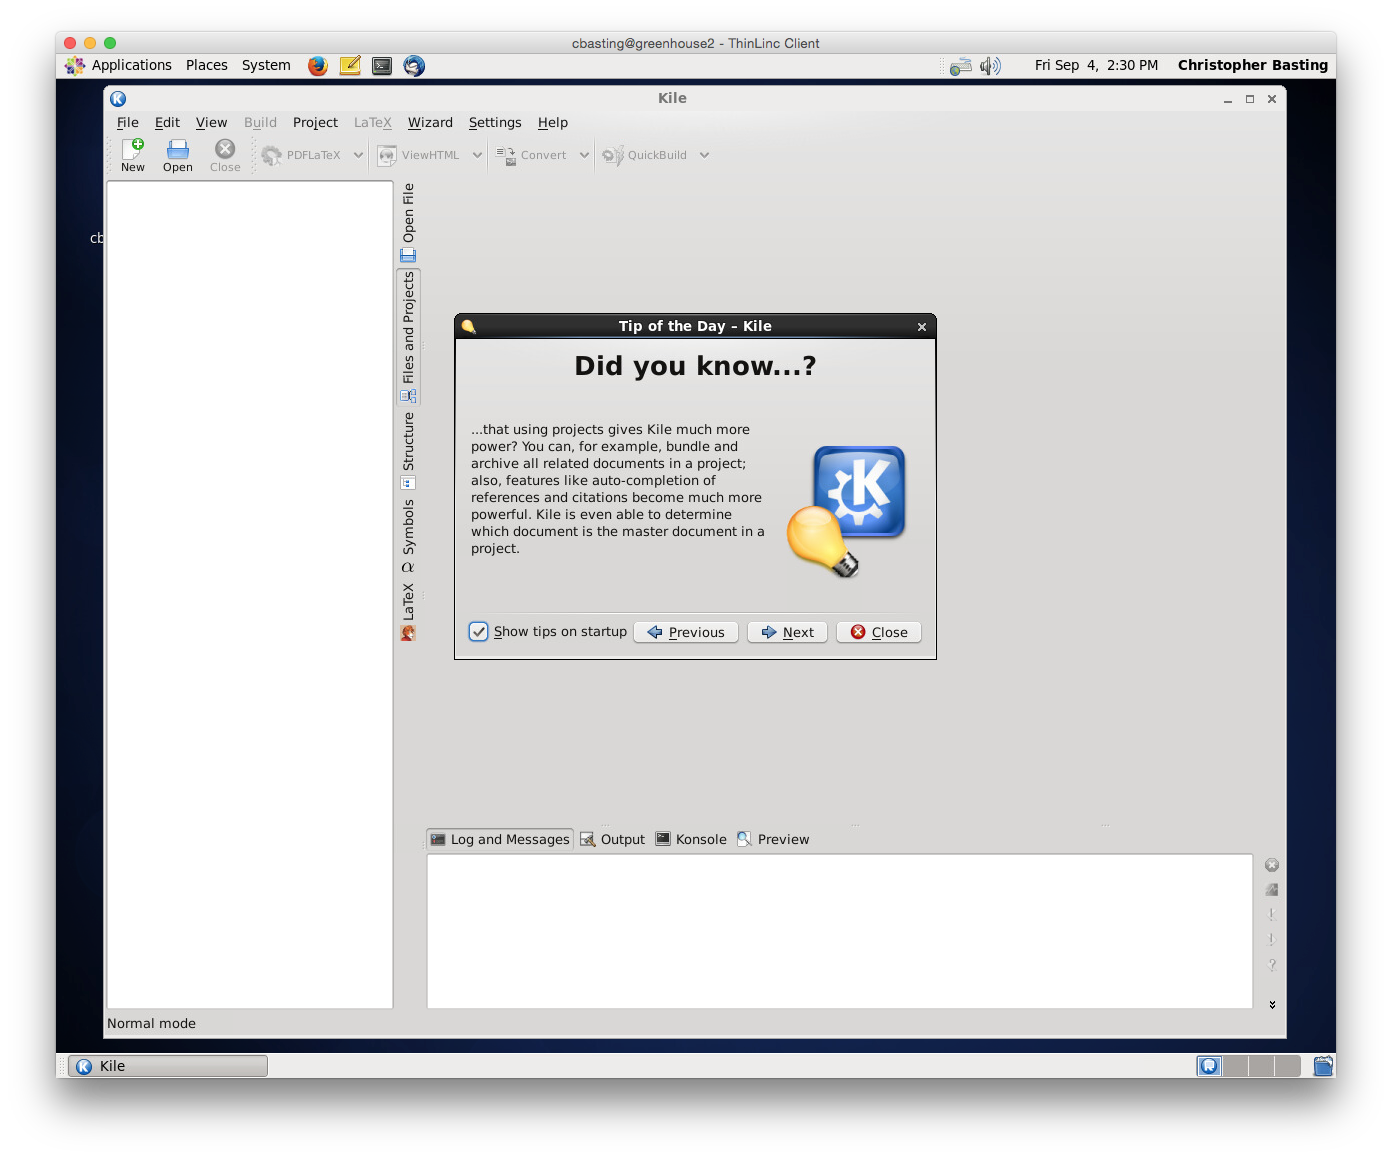 cbasting@greenhouse2 - ThinLinc Client
Applications Places System Fri Sep 4, 2:30 PM Christopher Basting
Kile
File Edit View Build Project LaTeX Wizard Settings Help
New Open Close PDFLaTeX ViewHTML Convert QuickBuild
cb
Open File
Files and Projects
Structure
Symbols
LaTeX
Tip of the Day – Kile
Did you know...?
...that using projects gives Kile much more
power? You can, for example, bundle and
archive all related documents in a project;
also, features like auto-completion of
references and citations become much more
powerful. Kile is even able to determine
which document is the master document in a
project.
Show tips on startup Previous Next Close
Log and Messages Output Konsole Preview
Normal mode
Kile